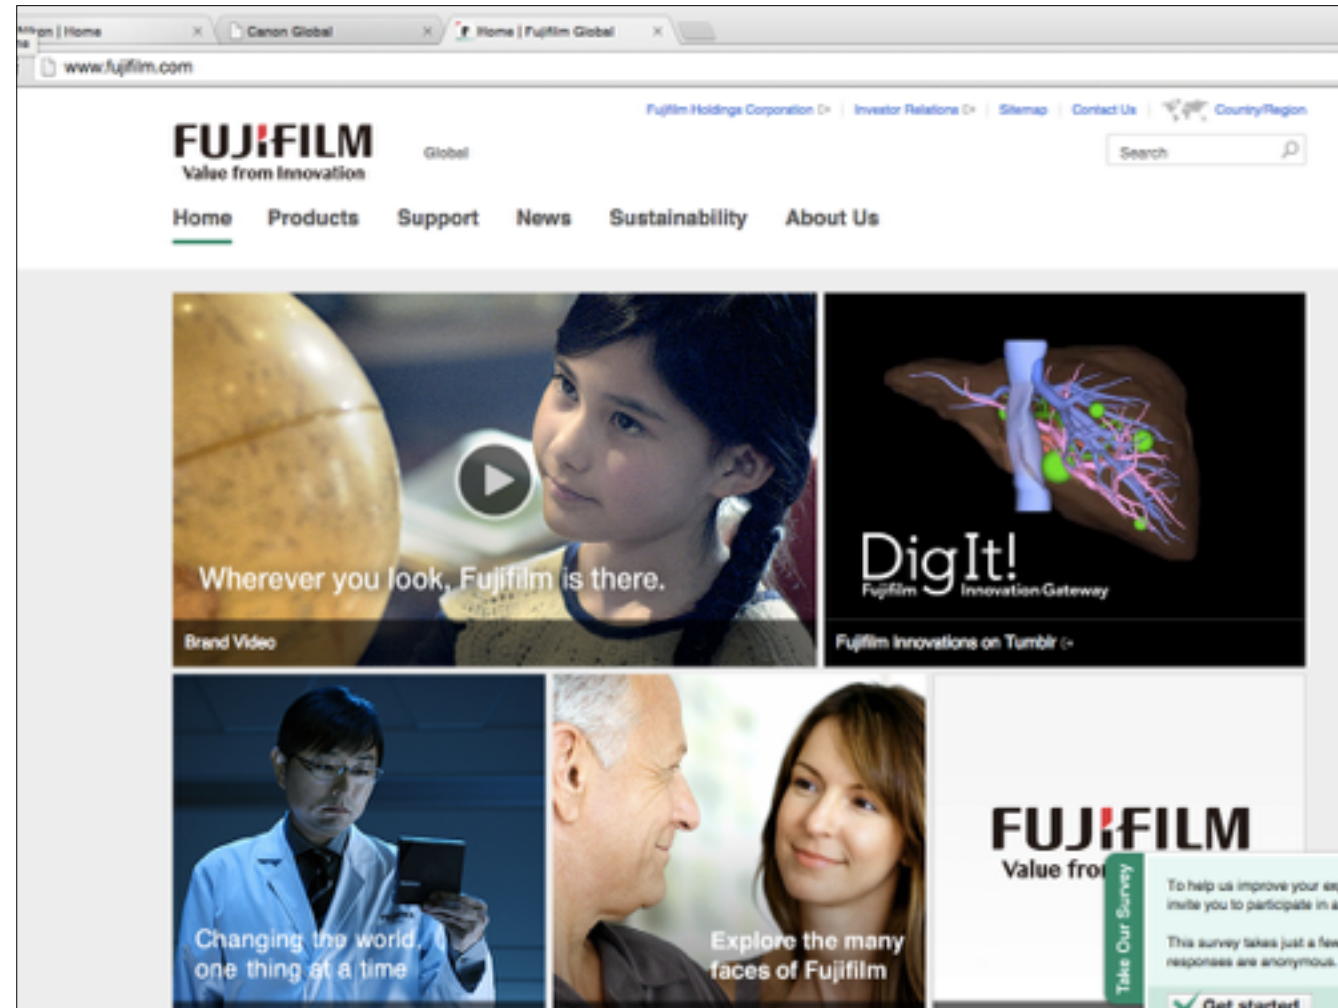 Home
Canon Global
Home | Fujifilm Global
www.fujifilm.com
Fujifilm Holdings Corporation | Investor Relations | Sitemap | Contact Us | Country/Region
FUJIFILM
Value from Innovation
Global
Search
Home Products Support News Sustainability About Us
Wherever you look, Fujifilm is there.
Brand Video
DigIt!
Fujifilm Innovation Gateway
Fujifilm Innovations on Tumblr
Changing the world,
one thing at a time
Explore the many
faces of Fujifilm
FUJIFILM
Value from
Take Our Survey
To help us improve your
invite you to participate in a
This survey takes just a few
responses are anonymous.
Get started